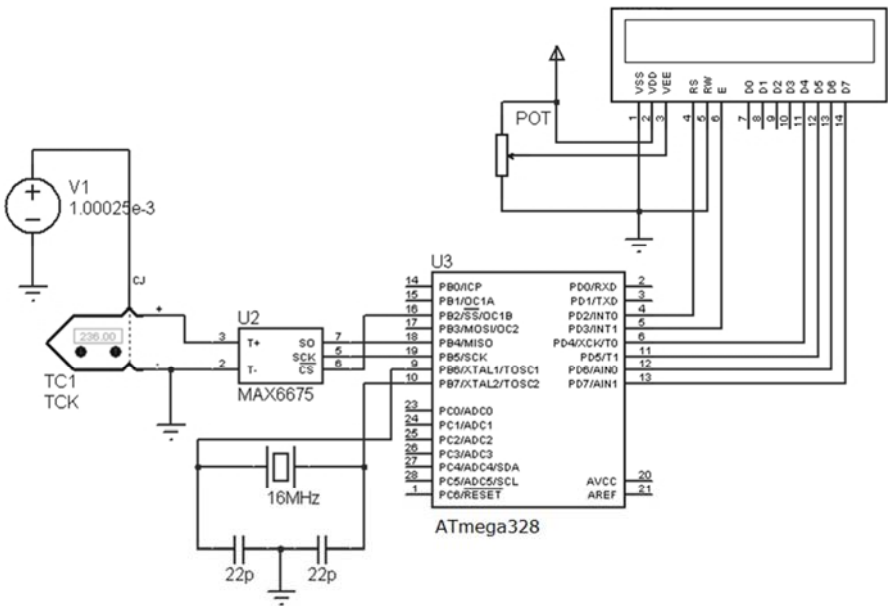 VSS
VDD
VEE
RS
RW
E
D0
D1
D2
D3
D4
D5
D6
D7
1
2
3
4
5
6
7
8
9
10
11
12
13
14
POT
V1
1.00025e-3
CJ
+
-
236.00
TC1
TCK
U2
3 T+ SO 7
SCK 5
2 T- CS 6
MAX6675
U3
14 PB0/ICP PD0/RXD 2
15 PB1/OC1A PD1/TXD 3
16 PB2/SS/OC1B PD2/INT0 4
17 PB3/MOSI/OC2 PD3/INT1 5
18 PB4/MISO PD4/XCK/T0 6
19 PB5/SCK PD5/T1 11
9 PB6/XTAL1/TOSC1 PD6/AIN0 12
10 PB7/XTAL2/TOSC2 PD7/AIN1 13
23 PC0/ADC0
24 PC1/ADC1
25 PC2/ADC2
26 PC3/ADC3
27 PC4/ADC4/SDA
28 PC5/ADC5/SCL AVCC 20
1 PC6/RESET AREF 21
ATmega328
16MHz
22p 22p